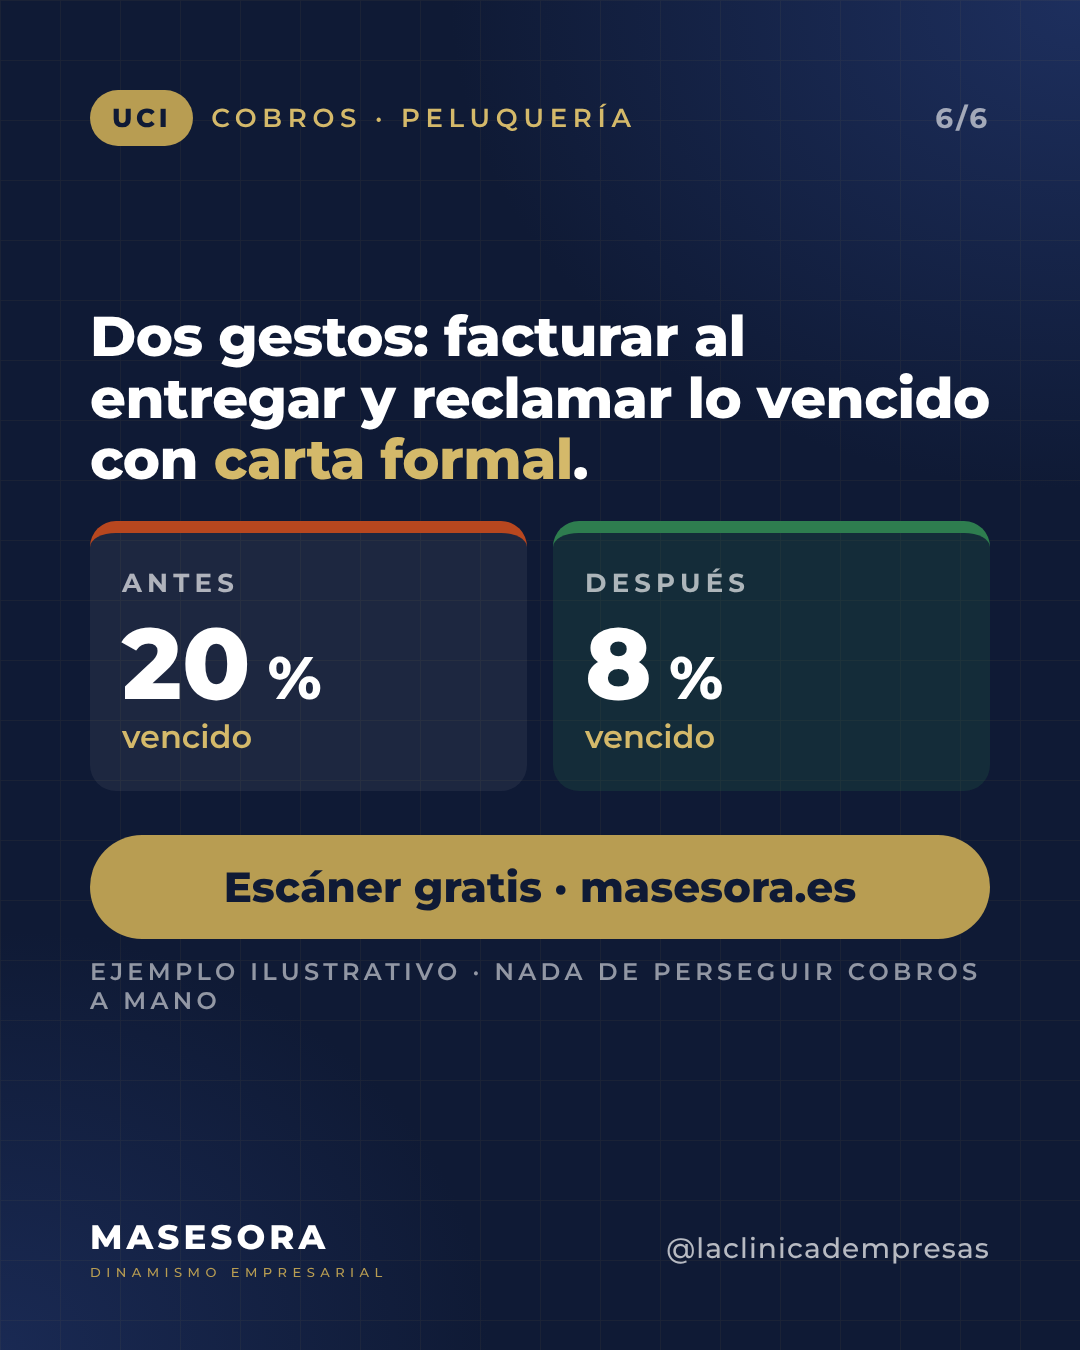 UCI COBROS · PELUQUERÍA 6/6
Dos gestos: facturar al
entregar y reclamar lo vencido
con carta formal.
ANTES
20 %
vencido
DESPUÉS
8 %
vencido
Escáner gratis · masesora.es
EJEMPLO ILUSTRATIVO · NADA DE PERSEGUIR COBROS
A MANO
MASESORA
DINAMISMO EMPRESARIAL
@laclinicadempresas